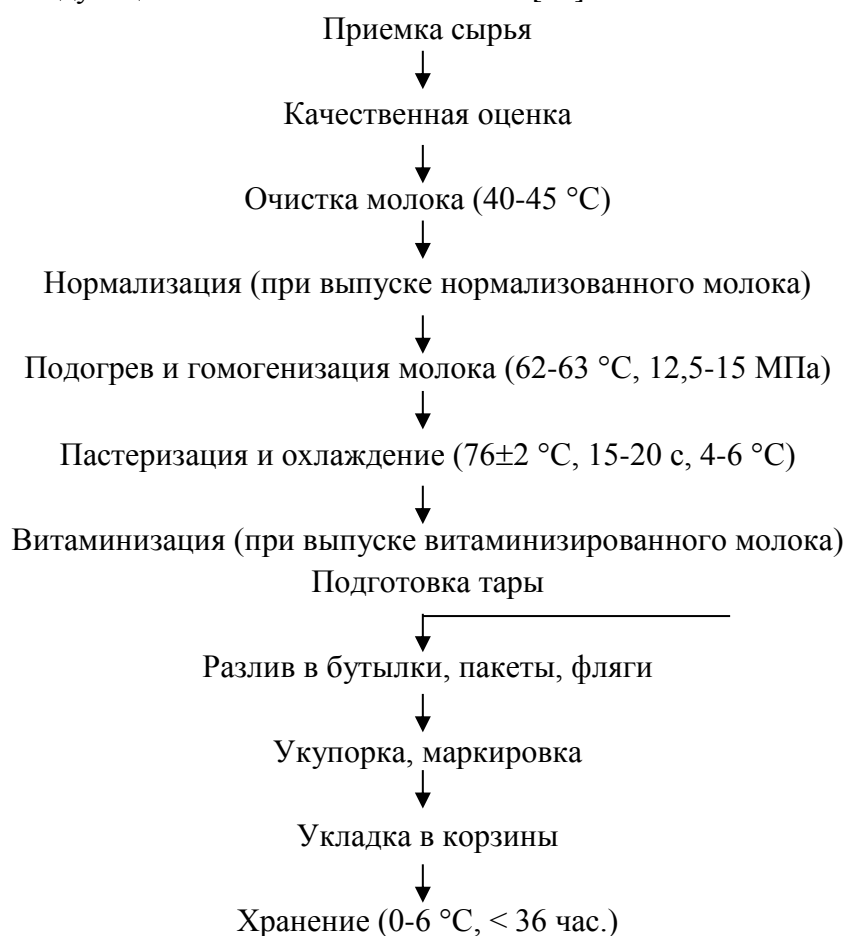 Приемка сырья
Качественная оценка
Очистка молока (40-45 °С)
Нормализация (при выпуске нормализованного молока)
Подогрев и гомогенизация молока (62-63 °С, 12,5-15 МПа)
Пастеризация и охлаждение (76±2 °С, 15-20 с, 4-6 °С)
Витаминизация (при выпуске витаминизированного молока)
Подготовка тары
Разлив в бутылки, пакеты, фляги
Укупорка, маркировка
Укладка в корзины
Хранение (0-6 °С, < 36 час.)